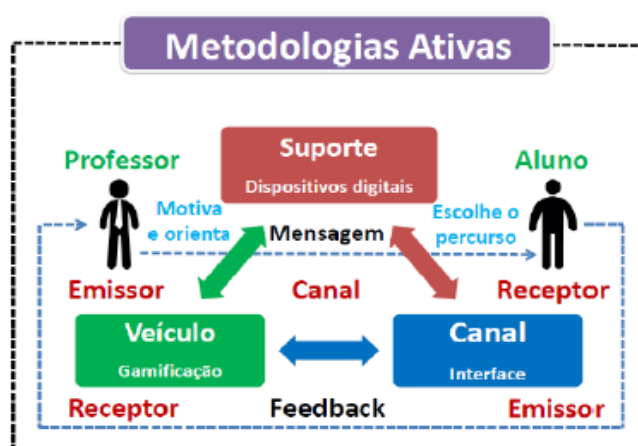 Metodologias Ativas
Professor
Suporte
Dispositivos digitais
Aluno
Motiva
e orienta
Mensagem
Escolhe o
percurso
Emissor
Canal
Receptor
Veículo
Gamificação
Canal
Interface
Receptor
Feedback
Emissor